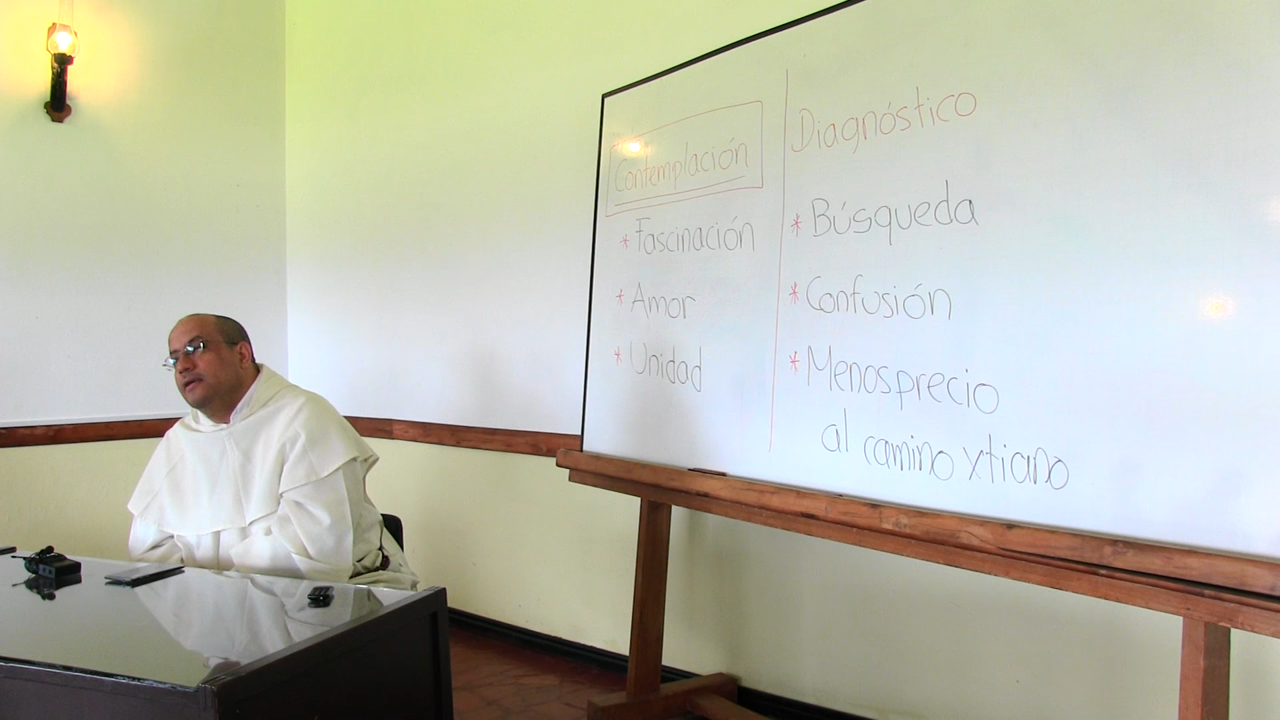 Contemplación
* Fascinación
* Amor
* Unidad
Diagnóstico
* Búsqueda
* Confusión
* Menosprecio
al camino xtiano